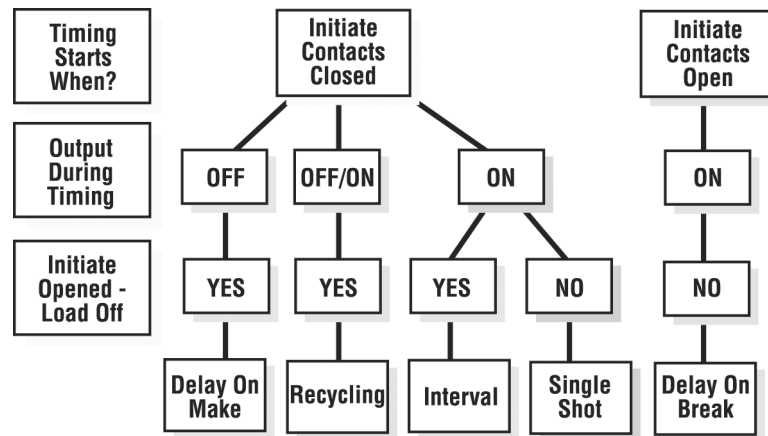 Timing
Starts
When?
Initiate
Contacts
Closed
Initiate
Contacts
Open
Output
During
Timing
OFF
OFF/ON
ON
ON
Initiate
Opened -
Load Off
YES
YES
YES
NO
NO
Delay On
Make
Recycling
Interval
Single
Shot
Delay On
Break